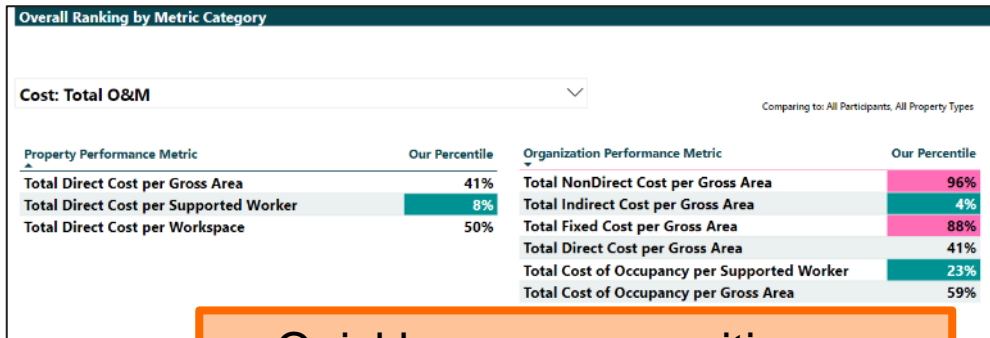 Overall Ranking by Metric Category
Cost: Total O&M
Comparing to: All Participants, All Property Types
Property Performance Metric Our Percentile
Total Direct Cost per Gross Area 41%
Total Direct Cost per Supported Worker 8%
Total Direct Cost per Workspace 50%
Organization Performance Metric Our Percentile
Total NonDirect Cost per Gross Area 96%
Total Indirect Cost per Gross Area 4%
Total Fixed Cost per Gross Area 88%
Total Direct Cost per Gross Area 41%
Total Cost of Occupancy per Supported Worker 23%
Total Cost of Occupancy per Gross Area 59%